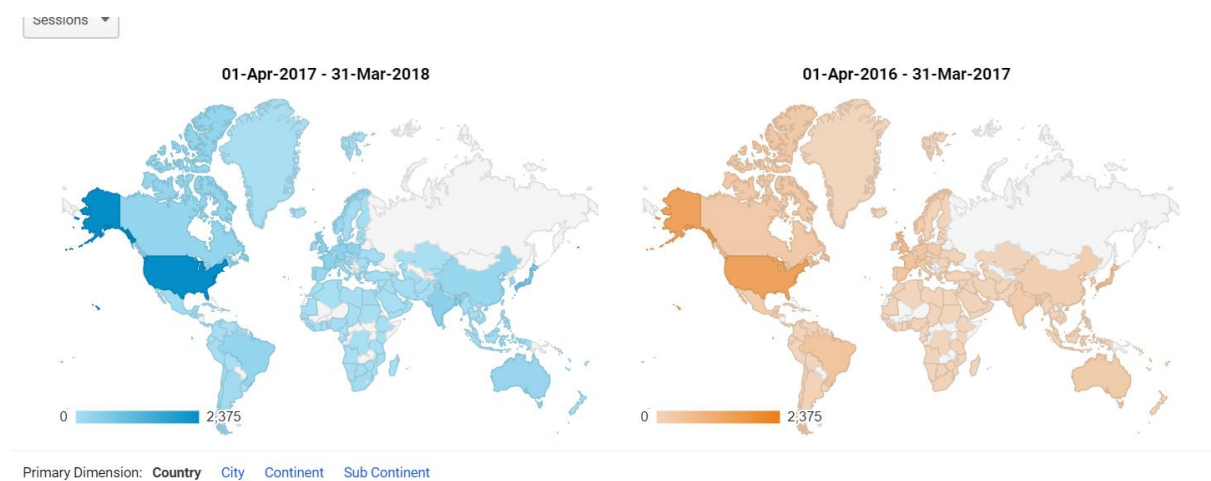 Sessions
01-Apr-2017 - 31-Mar-2018
01-Apr-2016 - 31-Mar-2017
0 2,375
0 2,375
Primary Dimension: Country City Continent Sub Continent